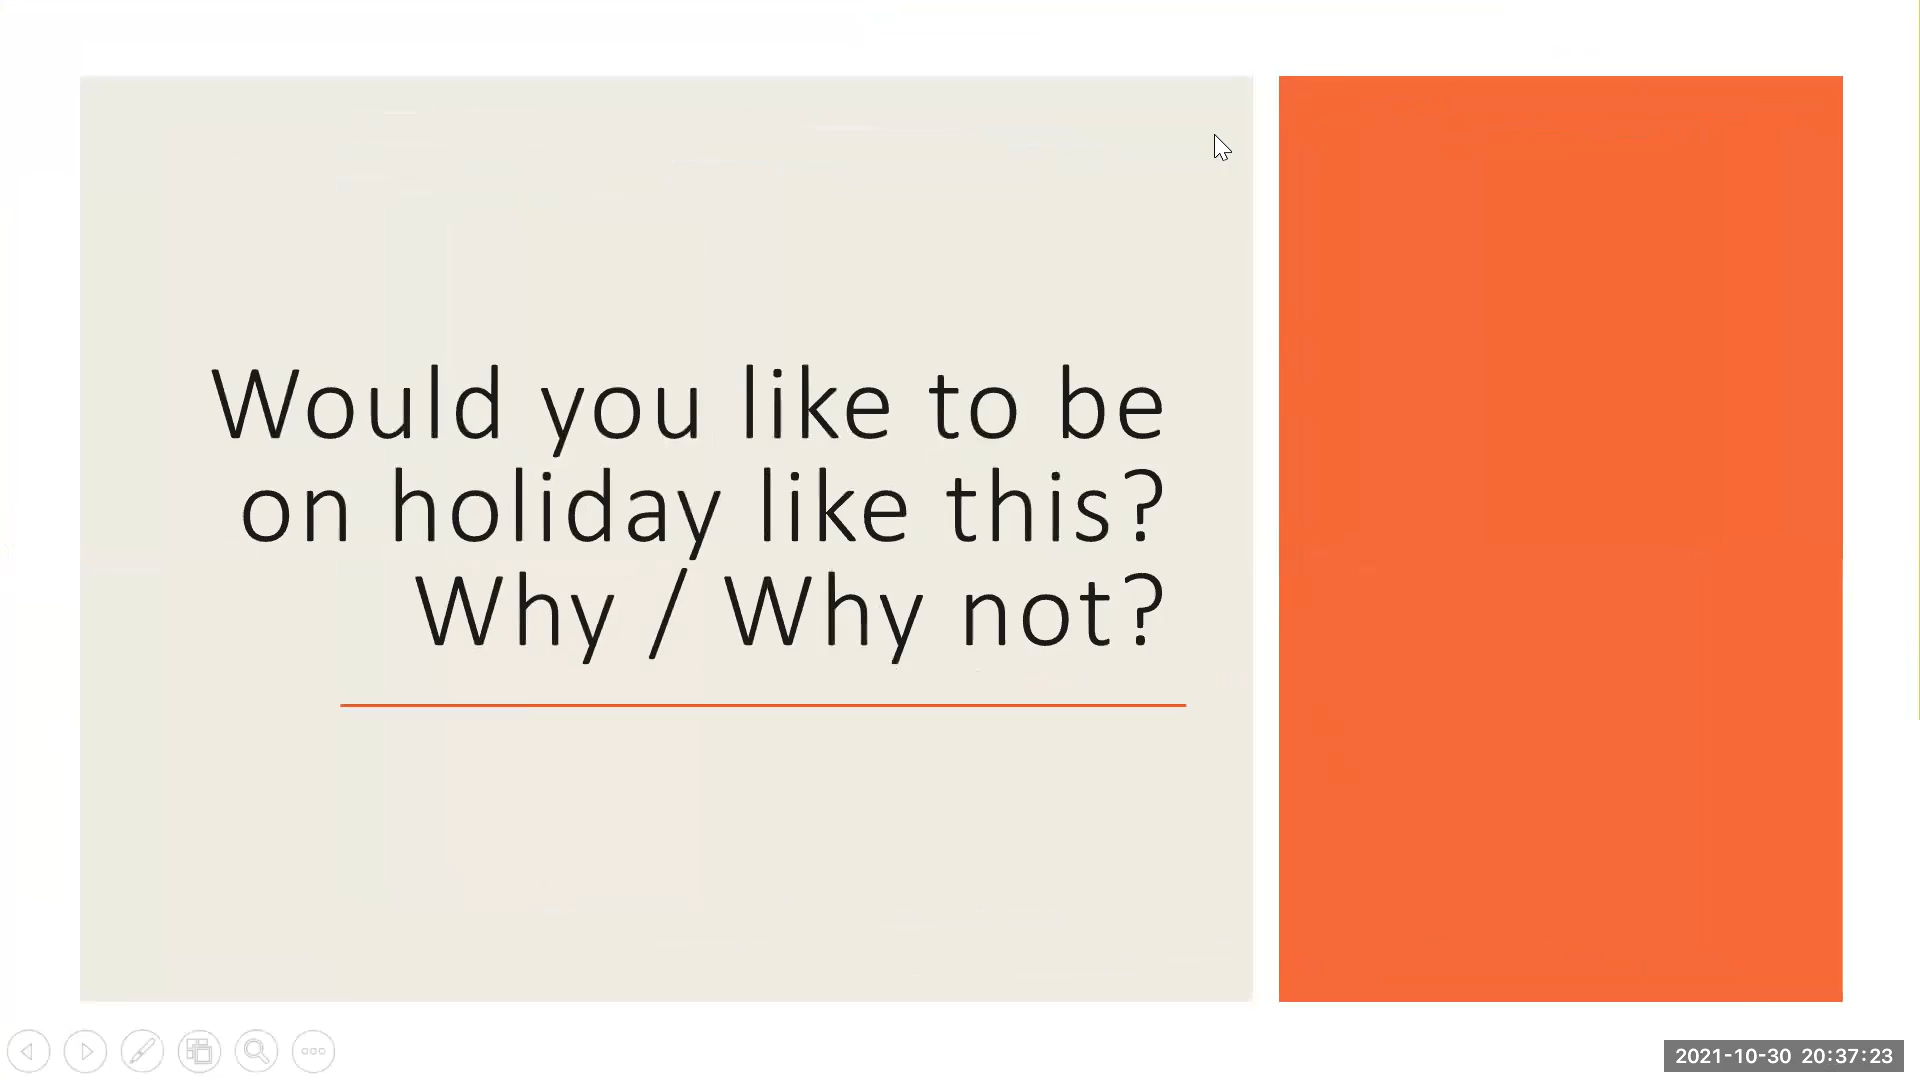 Would you like to be
on holiday like this?
Why / Why not?
2021-10-30 20:37:23